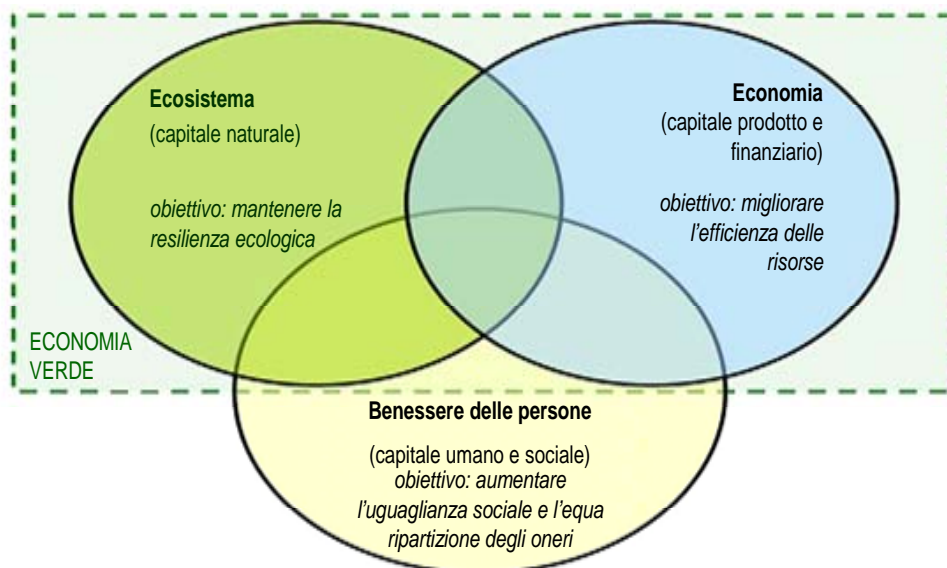 Ecosistema
(capitale naturale)
obiettivo: mantenere la
resilienza ecologica
Economia
(capitale prodotto e
finanziario)
obiettivo: migliorare
l'efficienza delle
risorse
ECONOMIA
VERDE
Benessere delle persone
(capitale umano e sociale)
obiettivo: aumentare
l'uguaglianza sociale e l'equa
ripartizione degli oneri